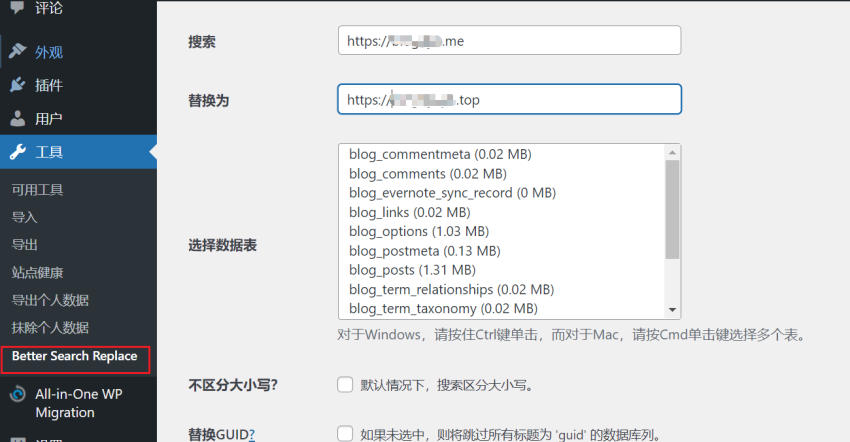 评论
外观
插件
用户
工具
可用工具
导入
导出
站点健康
导出个人数据
抹除个人数据
Better Search Replace
All-in-One WP
Migration
搜索
https:// .me
替换为
https:// .top
选择数据表
blog_commentmeta (0.02 MB)
blog_comments (0.02 MB)
blog_evernote_sync_record (0 MB)
blog_links (0.02 MB)
blog_options (1.03 MB)
blog_postmeta (0.13 MB)
blog_posts (1.31 MB)
blog_term_relationships (0.02 MB)
blog_term_taxonomy (0.02 MB)
对于Windows，请按住Ctrl键单击，而对于Mac，请按Cmd单击键选择多个表。
不区分大小写?
默认情况下，搜索区分大小写。
替换GUID?
如果未选中，则将跳过所有标题为 'guid' 的数据库列。